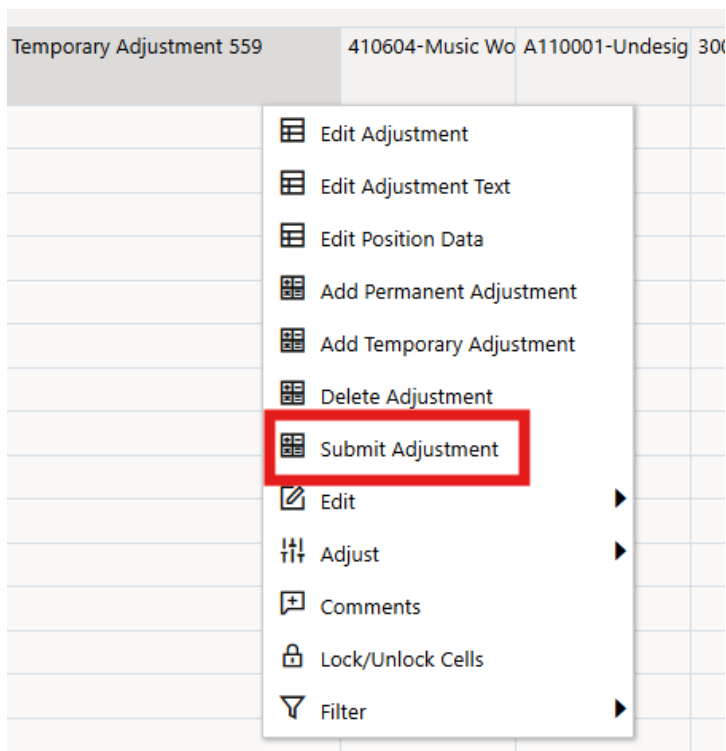 Temporary Adjustment 559 410604-Music Wo A110001-Undesig 300
Edit Adjustment
Edit Adjustment Text
Edit Position Data
Add Permanent Adjustment
Add Temporary Adjustment
Delete Adjustment
Submit Adjustment
Edit
Adjust
Comments
Lock/Unlock Cells
Filter